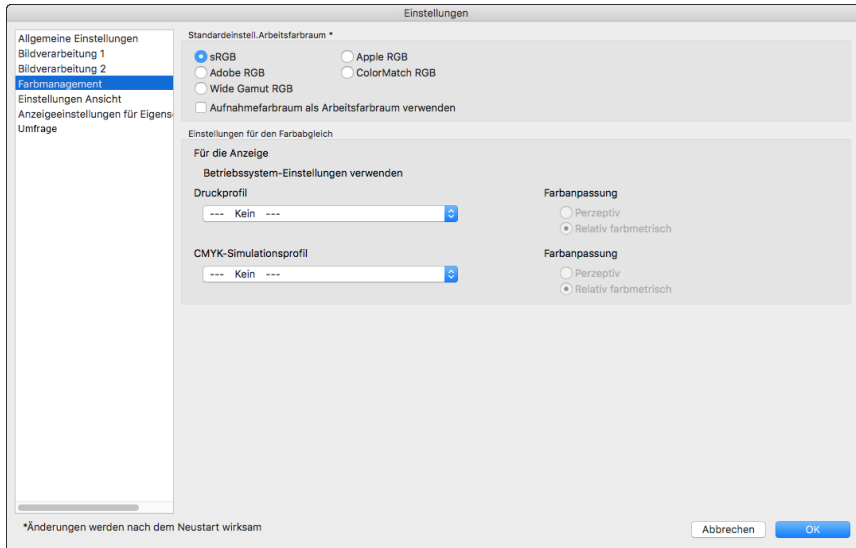 Einstellungen
Allgemeine Einstellungen
Bildverarbeitung 1
Bildverarbeitung 2
Farbmanagement
Einstellungen Ansicht
Anzeigeeinstellungen für Eigens
Umfrage
Standardeinstell.Arbeitsfarbraum *
sRGB
Apple RGB
Adobe RGB
ColorMatch RGB
Wide Gamut RGB
Aufnahmefarbraum als Arbeitsfarbraum verwenden
Einstellungen für den Farbabgleich
Für die Anzeige
Betriebssystem-Einstellungen verwenden
Druckprofil
Farbanpassung
--- Kein ---
Perzeptiv
Relativ farbmetrisch
CMYK-Simulationsprofil
Farbanpassung
--- Kein ---
Perzeptiv
Relativ farbmetrisch
*Änderungen werden nach dem Neustart wirksam
Abbrechen
OK